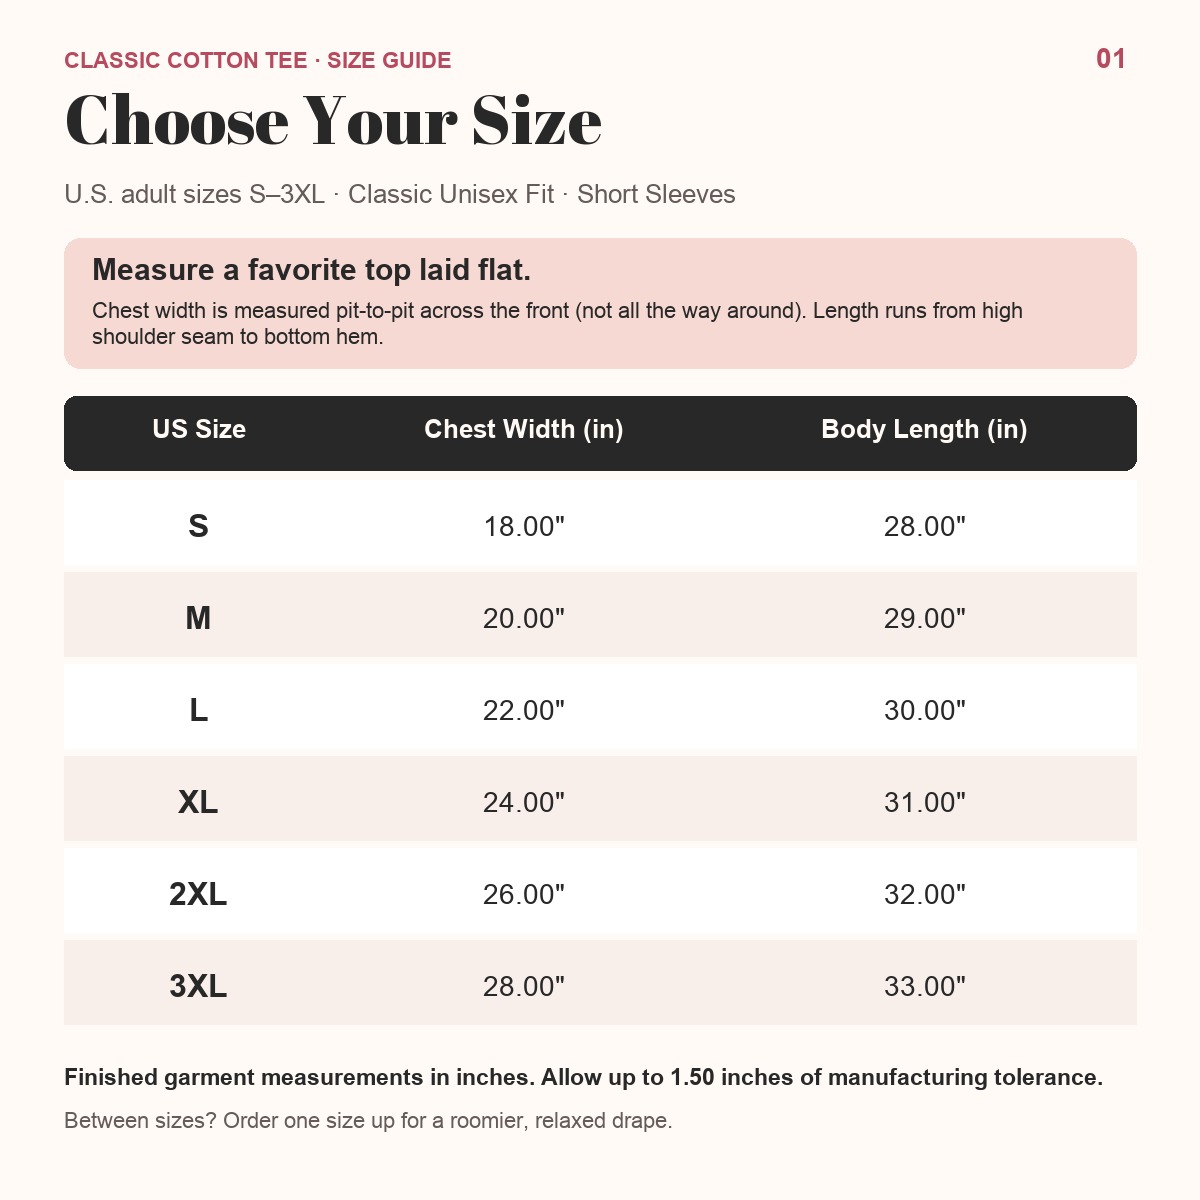 CLASSIC COTTON TEE · SIZE GUIDE 01
Choose Your Size
U.S. adult sizes S–3XL · Classic Unisex Fit · Short Sleeves
Measure a favorite top laid flat.
Chest width is measured pit-to-pit across the front (not all the way around). Length runs from high
shoulder seam to bottom hem.
US Size Chest Width (in) Body Length (in)
S 18.00" 28.00"
M 20.00" 29.00"
L 22.00" 30.00"
XL 24.00" 31.00"
2XL 26.00" 32.00"
3XL 28.00" 33.00"
Finished garment measurements in inches. Allow up to 1.50 inches of manufacturing tolerance.
Between sizes? Order one size up for a roomier, relaxed drape.